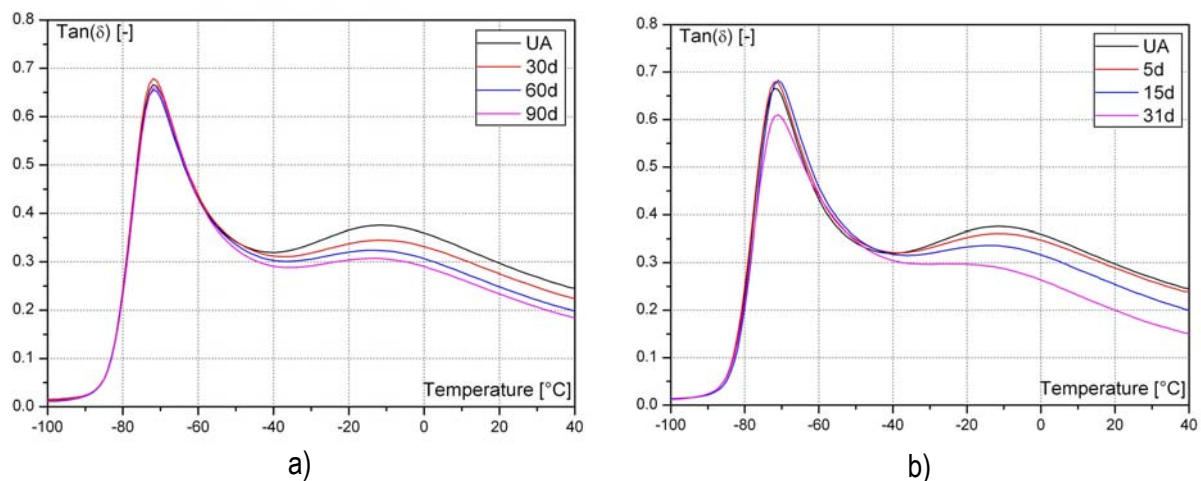 Tan(δ) [-]
UA
30d
60d
90d
0.8
0.7
0.6
0.5
0.4
0.3
0.2
0.1
0.0
Temperature [°C]
-100 -80 -60 -40 -20 0 20 40
a)
Tan(δ) [-]
UA
5d
15d
31d
0.8
0.7
0.6
0.5
0.4
0.3
0.2
0.1
0.0
Temperature [°C]
-100 -80 -60 -40 -20 0 20 40
b)